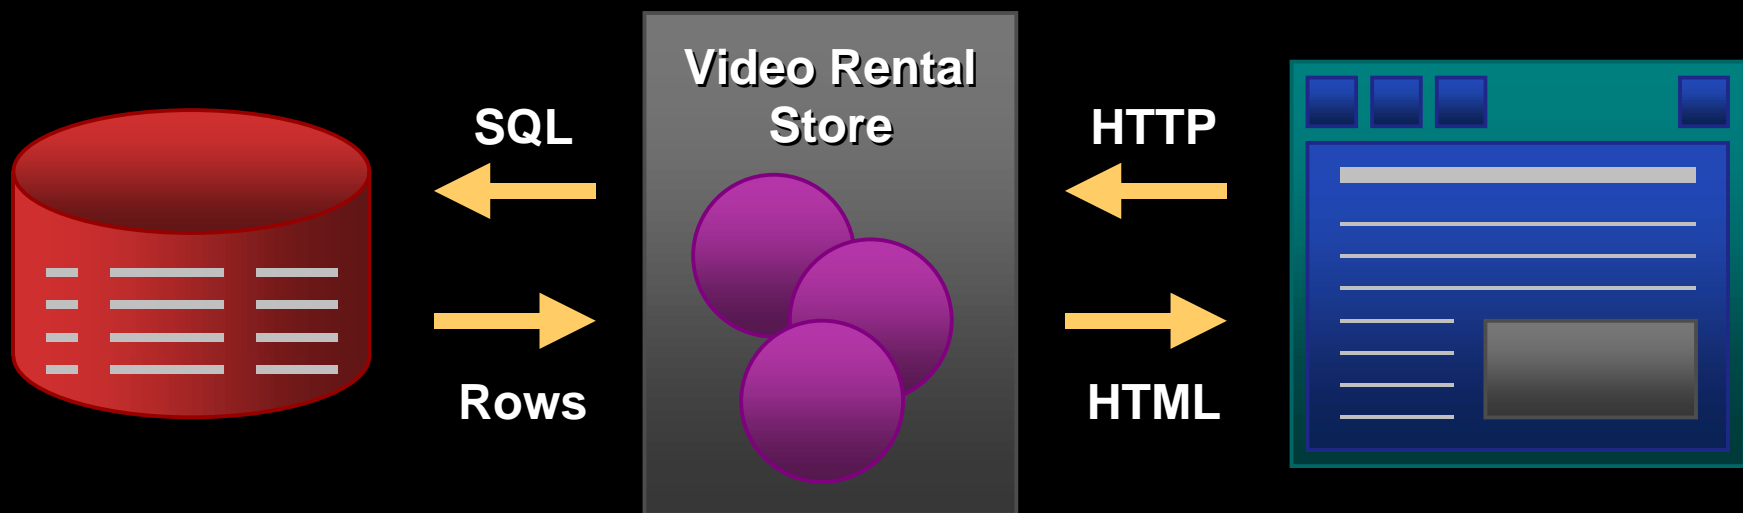 Video Rental
Store
SQL
HTTP
Rows
HTML